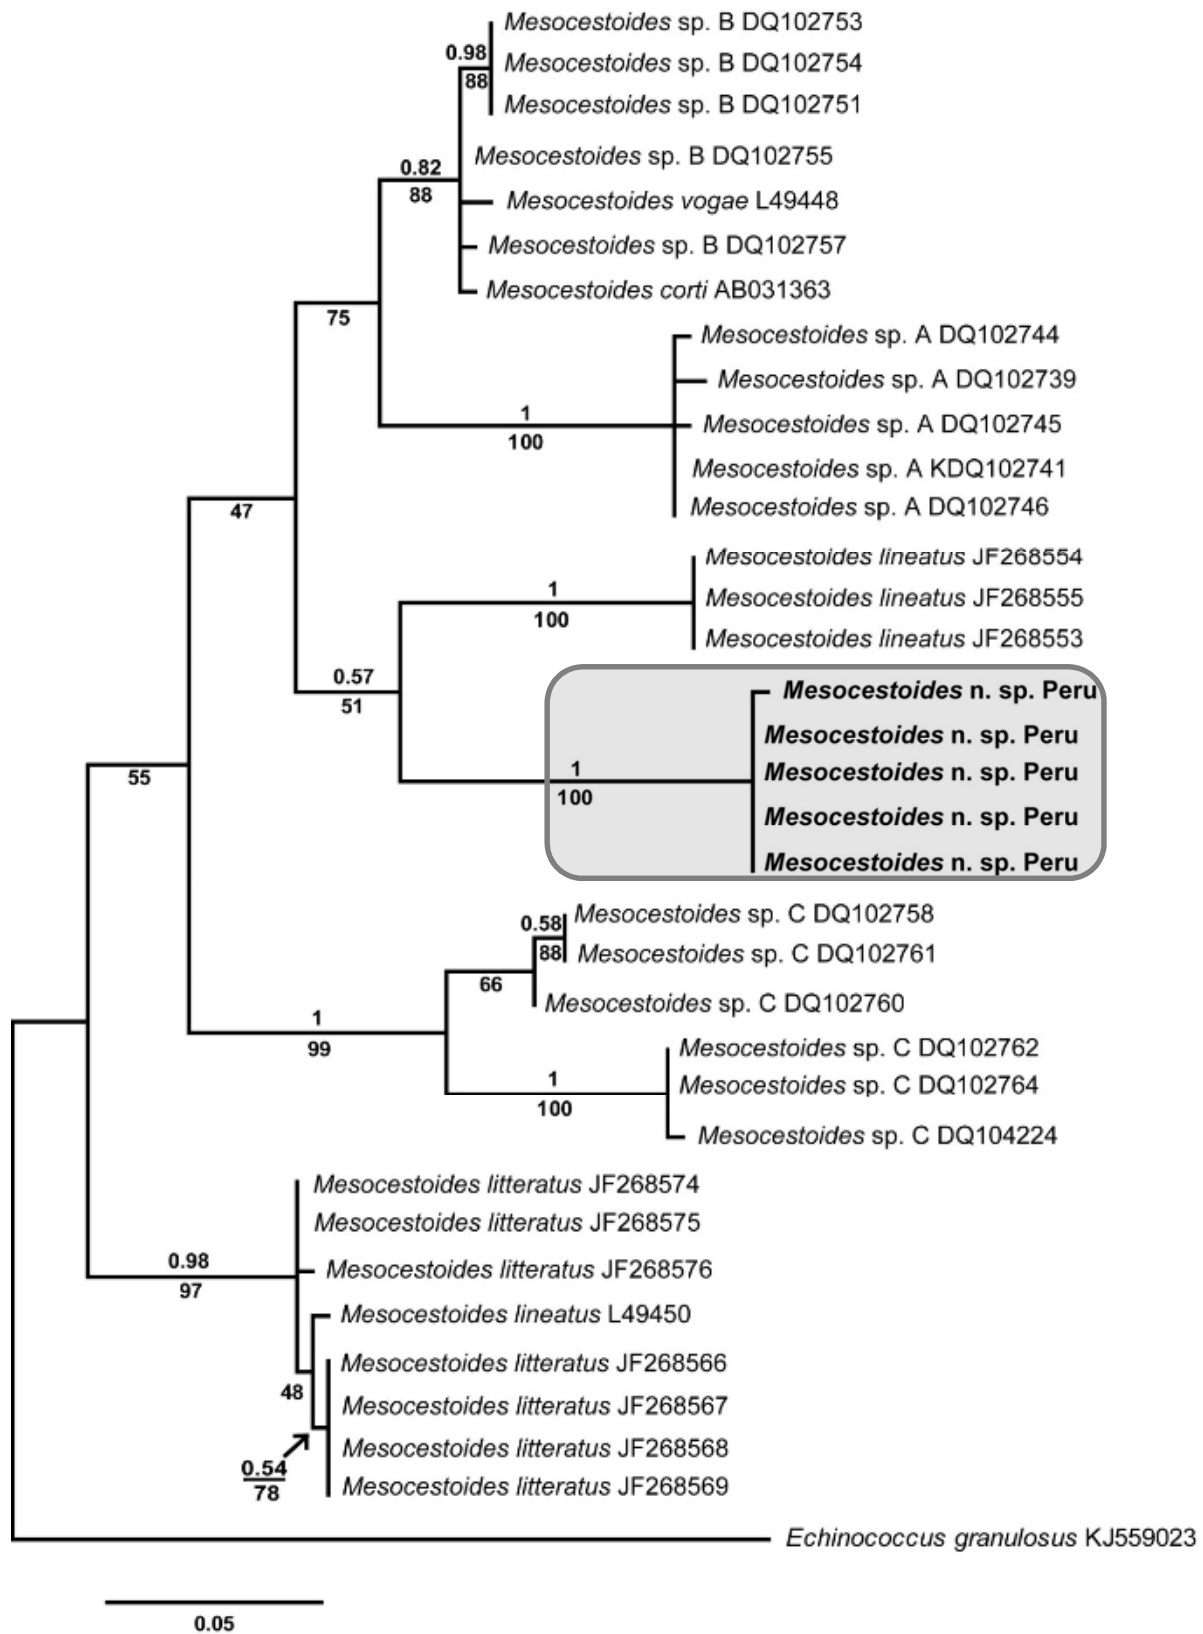 Mesocestoides sp. B DQ102753
0.98
Mesocestoides sp. B DQ102754
88
Mesocestoides sp. B DQ102751
Mesocestoides sp. B DQ102755
0.82
88
Mesocestoides vogae L49448
Mesocestoides sp. B DQ102757
Mesocestoides corti AB031363
75
Mesocestoides sp. A DQ102744
Mesocestoides sp. A DQ102739
1
Mesocestoides sp. A DQ102745
100
Mesocestoides sp. A KDQ102741
Mesocestoides sp. A DQ102746
47
Mesocestoides lineatus JF268554
1
Mesocestoides lineatus JF268555
100
Mesocestoides lineatus JF268553
0.57
51
Mesocestoides n. sp. Peru
Mesocestoides n. sp. Peru
55
1
Mesocestoides n. sp. Peru
100
Mesocestoides n. sp. Peru
Mesocestoides n. sp. Peru
Mesocestoides sp. C DQ102758
0.58
88
Mesocestoides sp. C DQ102761
66
Mesocestoides sp. C DQ102760
1
99
Mesocestoides sp. C DQ102762
1
Mesocestoides sp. C DQ102764
100
Mesocestoides sp. C DQ104224
Mesocestoides litteratus JF268574
Mesocestoides litteratus JF268575
0.98
97
Mesocestoides litteratus JF268576
Mesocestoides lineatus L49450
Mesocestoides litteratus JF268566
48
Mesocestoides litteratus JF268567
Mesocestoides litteratus JF268568
0.54
78
Mesocestoides litteratus JF268569
Echinococcus granulosus KJ559023
0.05